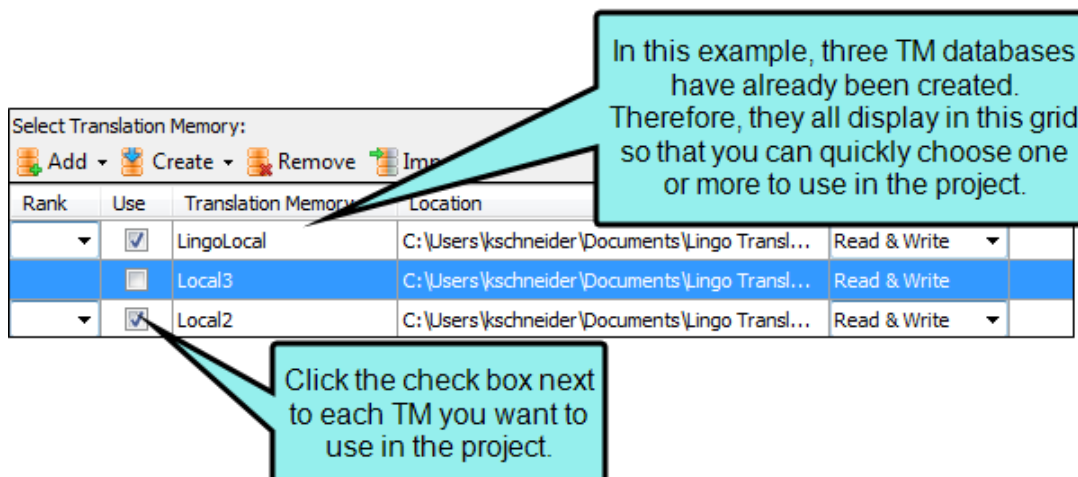 In this example, three TM databases
have already been created.
Therefore, they all display in this grid
so that you can quickly choose one
or more to use in the project.
Select Translation Memory:
Add Create Remove
Rank Use Translation Memory Location
LingoLocal C:\Users\kschneider\Documents\Lingo Transl... Read & Write
Local3 C:\Users\kschneider\Documents\Lingo Transl... Read & Write
Local2 C:\Users\kschneider\Documents\Lingo Transl... Read & Write
Click the check box next
to each TM you want to
use in the project.